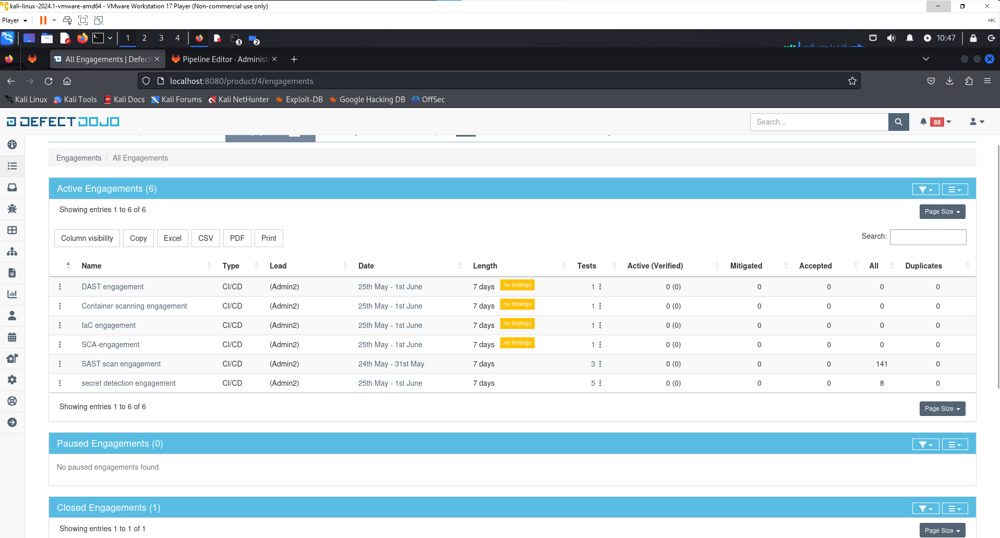 kali-linux-2024.1-vmware-amd64 - VMware Workstation 17 Player (Non-commercial use only)
Player
1 2 3 4 3 2 10:47
All Engagements | Defect Pipeline Editor · Administr
localhost:8080/product/4/engagements
Kali Linux Kali Tools Kali Docs Kali Forums Kali NetHunter Exploit-DB Google Hacking DB OffSec
DEFECTDOJO Search... 88
Engagements / All Engagements
Active Engagements (6)
Showing entries 1 to 6 of 6 Page Size
Column visibility Copy Excel CSV PDF Print Search:
Name Type Lead Date Length Tests Active (Verified) Mitigated Accepted All Duplicates
DAST engagement CI/CD (Admin2) 25th May - 1st June 7 days no findings 1 0 (0) 0 0 0 0
Container scanning engagement CI/CD (Admin2) 25th May - 1st June 7 days no findings 1 0 (0) 0 0 0 0
IaC engagement CI/CD (Admin2) 25th May - 1st June 7 days no findings 1 0 (0) 0 0 0 0
SCA-engagement CI/CD (Admin2) 25th May - 1st June 7 days no findings 1 0 (0) 0 0 0 0
SAST scan engagement CI/CD (Admin2) 24th May - 31st May 7 days 3 0 (0) 0 0 141 0
secret detection engagement CI/CD (Admin2) 25th May - 1st June 7 days 5 0 (0) 0 0 8 0
Showing entries 1 to 6 of 6 Page Size
Paused Engagements (0)
No paused engagements found.
Closed Engagements (1)
Showing entries 1 to 1 of 1 Page Size